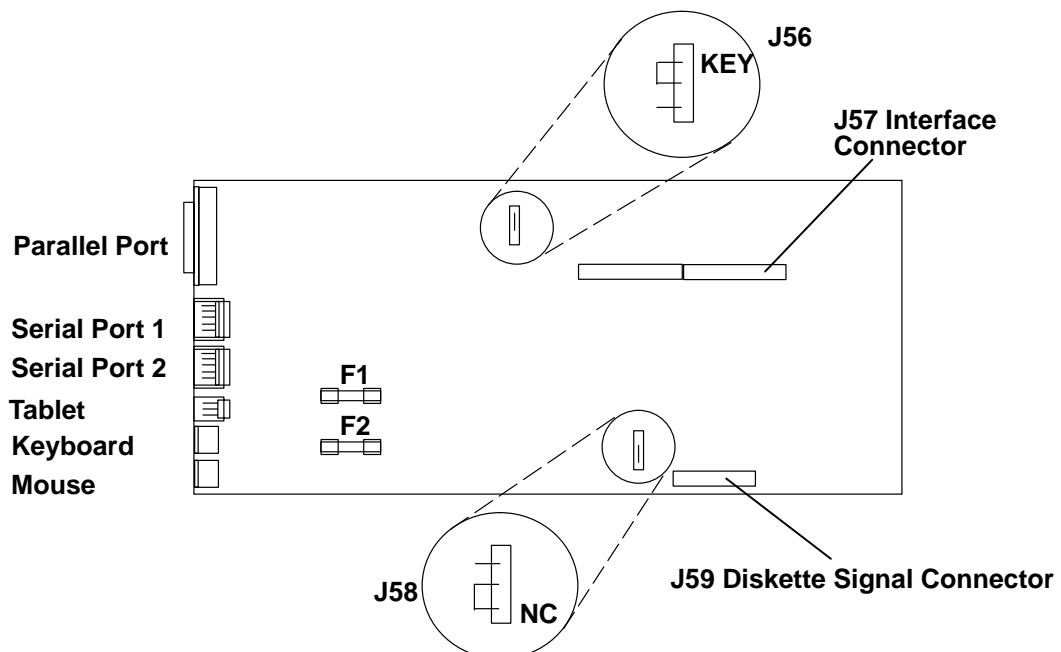 J56
KEY
J57 Interface
Connector
Parallel Port
Serial Port 1
Serial Port 2
F1
Tablet
F2
Keyboard
Mouse
J59 Diskette Signal Connector
J58
NC